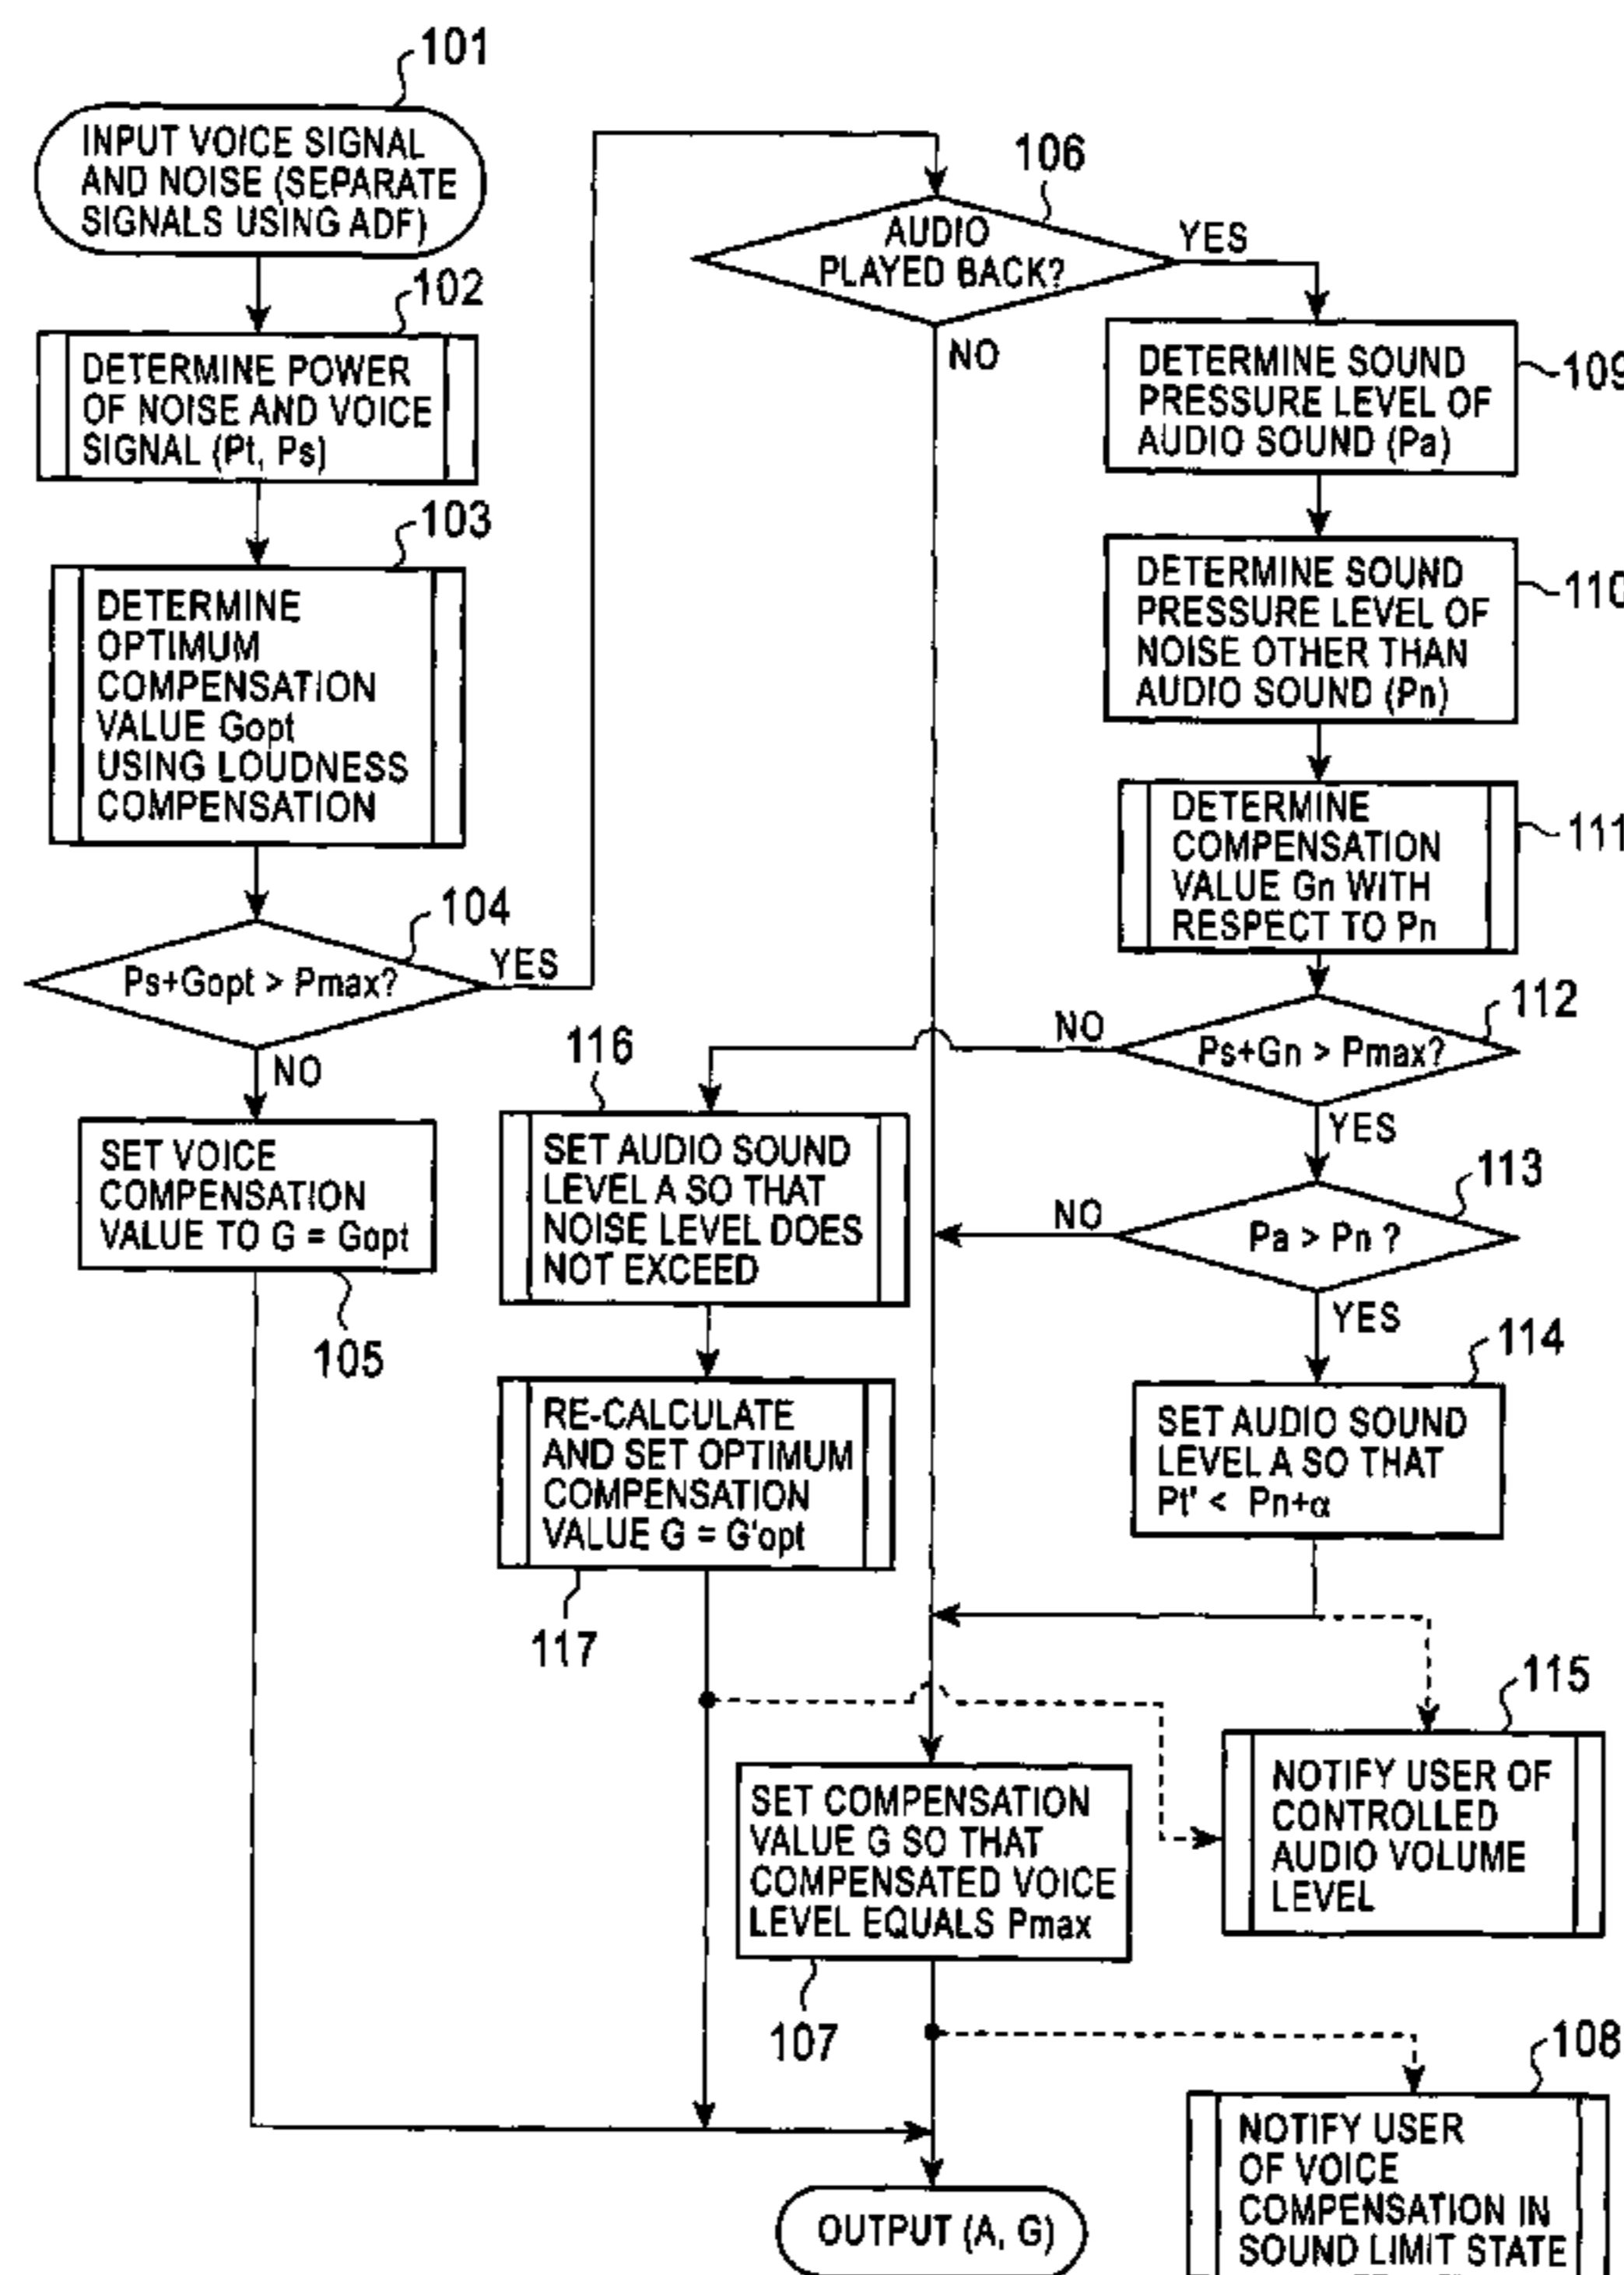 101
INPUT VOICE SIGNAL
AND NOISE (SEPARATE
SIGNALS USING ADF)
102
DETERMINE POWER
OF NOISE AND VOICE
SIGNAL (Pt, Ps)
103
DETERMINE
OPTIMUM
COMPENSATION
VALUE Gopt
USING LOUDNESS
COMPENSATION
104
Ps+Gopt > Pmax?
YES
NO
SET VOICE
COMPENSATION
VALUE TO G = Gopt
105
106
AUDIO
PLAYED BACK?
YES
NO
109
DETERMINE SOUND
PRESSURE LEVEL OF
AUDIO SOUND (Pa)
110
DETERMINE SOUND
PRESSURE LEVEL OF
NOISE OTHER THAN
AUDIO SOUND (Pn)
111
DETERMINE
COMPENSATION
VALUE Gn WITH
RESPECT TO Pn
112
Ps+Gn > Pmax?
NO
YES
113
Pa > Pn ?
NO
YES
114
SET AUDIO SOUND
LEVEL A SO THAT
Pt' < Pn+α
116
SET AUDIO SOUND
LEVEL A SO THAT
NOISE LEVEL DOES
NOT EXCEED
RE-CALCULATE
AND SET OPTIMUM
COMPENSATION
VALUE G = G'opt
117
115
NOTIFY USER OF
CONTROLLED
AUDIO VOLUME
LEVEL
SET COMPENSATION
VALUE G SO THAT
COMPENSATED VOICE
LEVEL EQUALS Pmax
107
108
NOTIFY USER
OF VOICE
COMPENSATION IN
SOUND LIMIT STATE
OUTPUT (A, G)